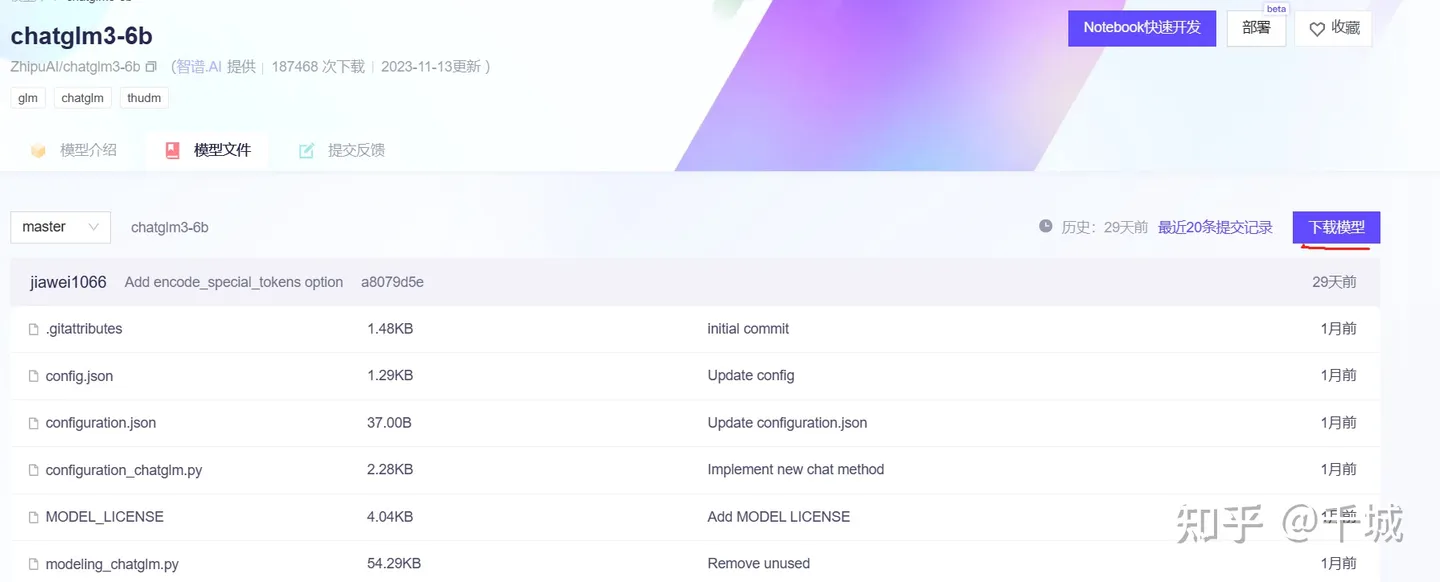 chatglm3-6b
Notebook快速开发
部署
beta
收藏
ZhipuAI/chatglm3-6b (智谱.AI 提供 | 187468 次下载 | 2023-11-13更新 )
glm chatglm thudm
模型介绍 模型文件 提交反馈
master chatglm3-6b 历史: 29天前 最近20条提交记录 下载模型
jiawei1066 Add encode_special_tokens option a8079d5e 29天前
.gitattributes 1.48KB initial commit 1月前
config.json 1.29KB Update config 1月前
configuration.json 37.00B Update configuration.json 1月前
configuration_chatglm.py 2.28KB Implement new chat method 1月前
MODEL_LICENSE 4.04KB Add MODEL LICENSE 1月前
知乎 @千城
modeling_chatglm.py 54.29KB Remove unused 1月前